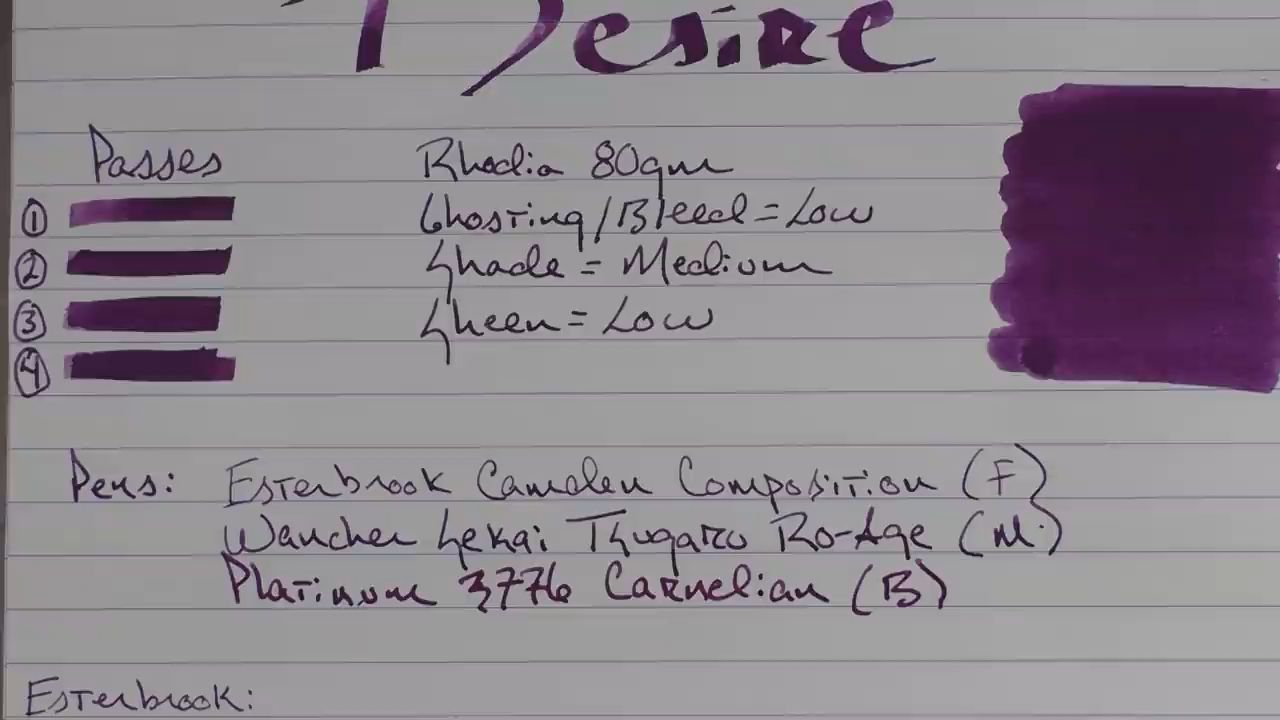 Desire
Passes
①
②
③
④
Rhodia 80gm
Ghosting/Bleed = Low
Shade = Medium
Sheen = Low
Pens: Esterbrook Camden Composition (F)
Wancher Sekai Tsugaru Ro-Age (M)
Platinum 3776 Carnelian (B)
Esterbrook: